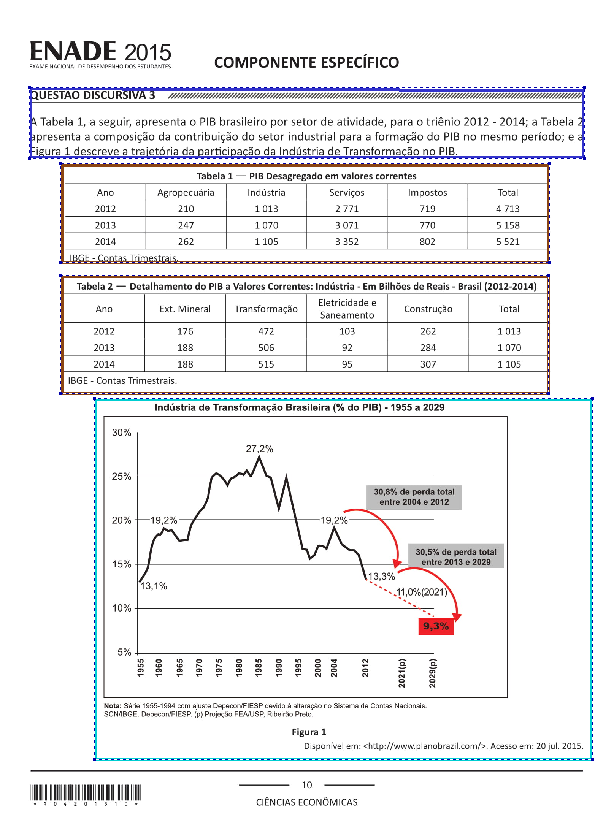 ENADE 2015
EXAME NACIONAL DE DESEMPENHO DOS ESTUDANTES
COMPONENTE ESPECÍFICO
QUESTÃO DISCURSIVA 3
A Tabela 1, a seguir, apresenta o PIB brasileiro por setor de atividade, para o triênio 2012 - 2014; a Tabela 2
apresenta a composição da contribuição do setor industrial para a formação do PIB no mesmo período; e a
Figura 1 descreve a trajetória da participação da Indústria de Transformação no PIB.
Tabela 1 — PIB Desagregado em valores correntes
Ano Agropecuária Indústria Serviços Impostos Total
2012 210 1 013 2 771 719 4 713
2013 247 1 070 3 071 770 5 158
2014 262 1 105 3 352 802 5 521
IBGE - Contas Trimestrais.
Tabela 2 — Detalhamento do PIB a Valores Correntes: Indústria - Em Bilhões de Reais - Brasil (2012-2014)
Ano Ext. Mineral Transformação Eletricidade e Saneamento Construção Total
2012 176 472 103 262 1 013
2013 188 506 92 284 1 070
2014 188 515 95 307 1 105
IBGE - Contas Trimestrais.
Indústria de Transformação Brasileira (% do PIB) - 1955 a 2029
30%
27,2%
25%
30,8% de perda total
entre 2004 e 2012
20%
19,2%
19,2%
30,5% de perda total
entre 2013 e 2029
15%
13,3%
13,1%
11,0%(2021)
10%
9,3%
5%
1955 1960 1965 1970 1975 1980 1985 1990 1995 2000 2004 2012 2021(p) 2029(p)
Nota: Série 1955-1994 com ajuste Depecon/FIESP devido à alteração no Sistema de Contas Nacionais.
SCN/IBGE. Depecon/FIESP. (p) Projeção FEA/USP, Ribeirão Preto.
Figura 1
Disponível em: <http://www.planobrazil.com/>. Acesso em: 20 jul. 2015.
10
CIÊNCIAS ECONÔMICAS